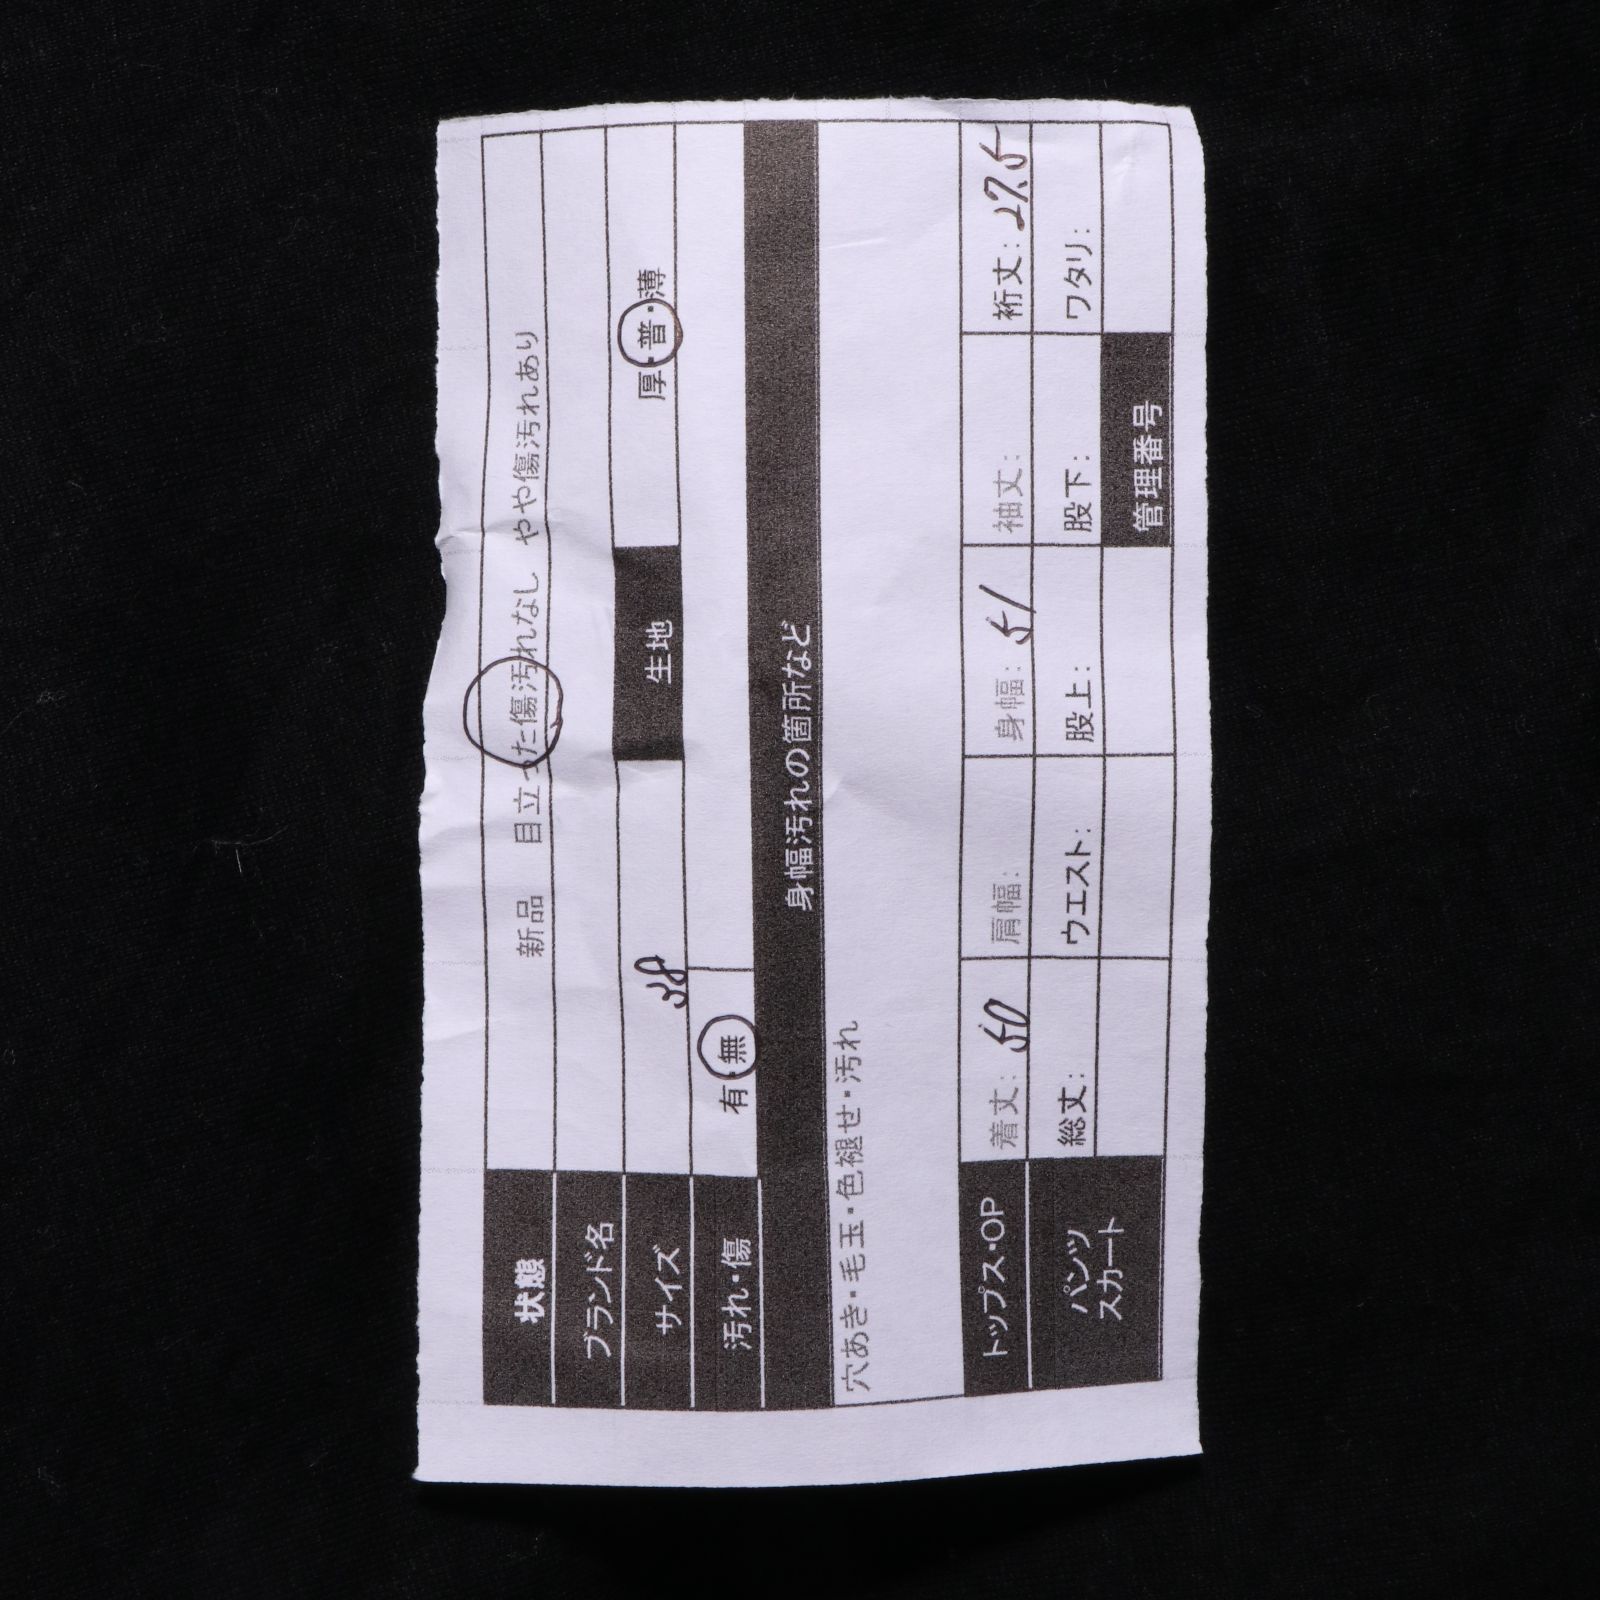 状態 新品 目立った傷汚れなし やや傷汚れあり
ブランド名
サイズ 38 生地 厚・普・薄
汚れ・傷 有・無
身幅汚れの箇所など
穴あき・毛玉・色褪せ・汚れ
トップス・OP 着丈: 50 肩幅: 身幅: 51 袖丈: 裄丈: 27.5
パンツ 総丈: ウエスト: 股上: 股下: ワタリ:
スカート 管理番号